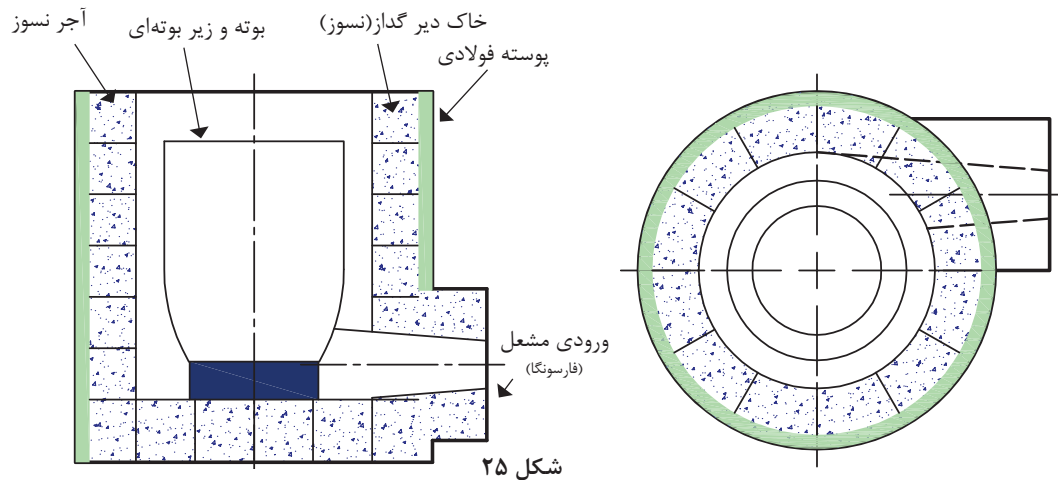 خاک دیر گداز(نسوز)
بوته و زیر بوته‌ای
آجر نسوز
پوسته فولادی
ورودی مشعل
(فارسونگا)
شکل ۲۵